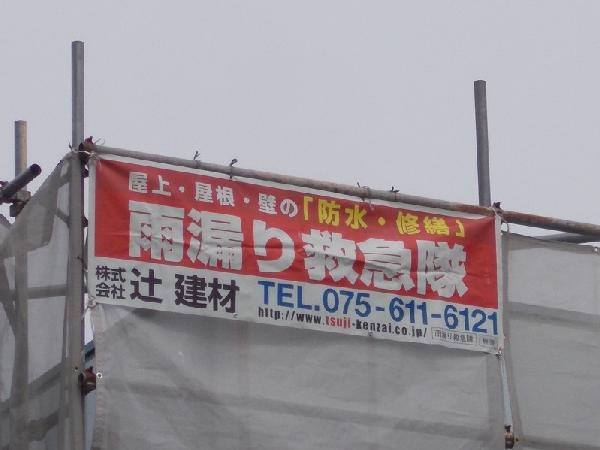 屋上・屋根・壁の「防水・修繕」
雨漏り救急隊
株式会社 辻 建材
TEL.075-611-6121
http://www.tsuji-kenzai.co.jp/
雨漏り救急隊 検索